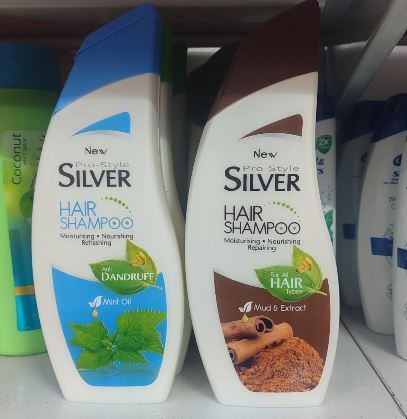 Coconut
New
Pro-Style
SILVER
HAIR
SHAMPOO
Moisturising • Nourishing
Refreshing
Anti
DANDRUFF
Mint Oil
New
Pro-Style
SILVER
HAIR
SHAMPOO
Moisturising • Nourishing
Repairing
For All
HAIR
Types
Mud & Extract